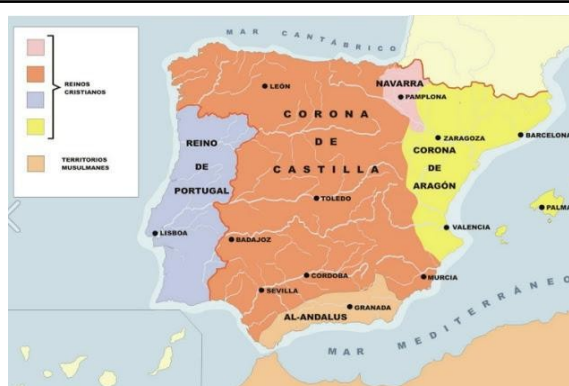 MAR CANTÁBRICO
REINOS
CRISTIANOS
TERRITORIOS
MUSULMANES
LEÓN
NAVARRA
PAMPLONA
CORONA
DE
CASTILLA
ZARAGOZA
BARCELONA
CORONA
DE
ARAGÓN
REINO
DE
PORTUGAL
TOLEDO
PALMA
VALENCIA
LISBOA
BADAJOZ
CÓRDOBA
MURCIA
SEVILLA
GRANADA
AL-ANDALUS
MAR MEDITERRÁNEO